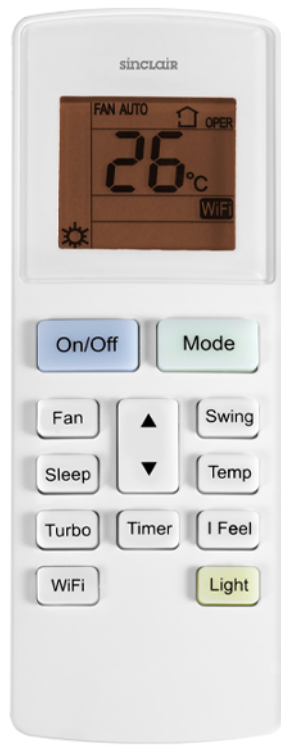 sinclair
FAN AUTO
OPER
26°C
WiFi
On/Off
Mode
Fan
▲
Swing
Sleep
▼
Temp
Turbo
Timer
I Feel
WiFi
Light